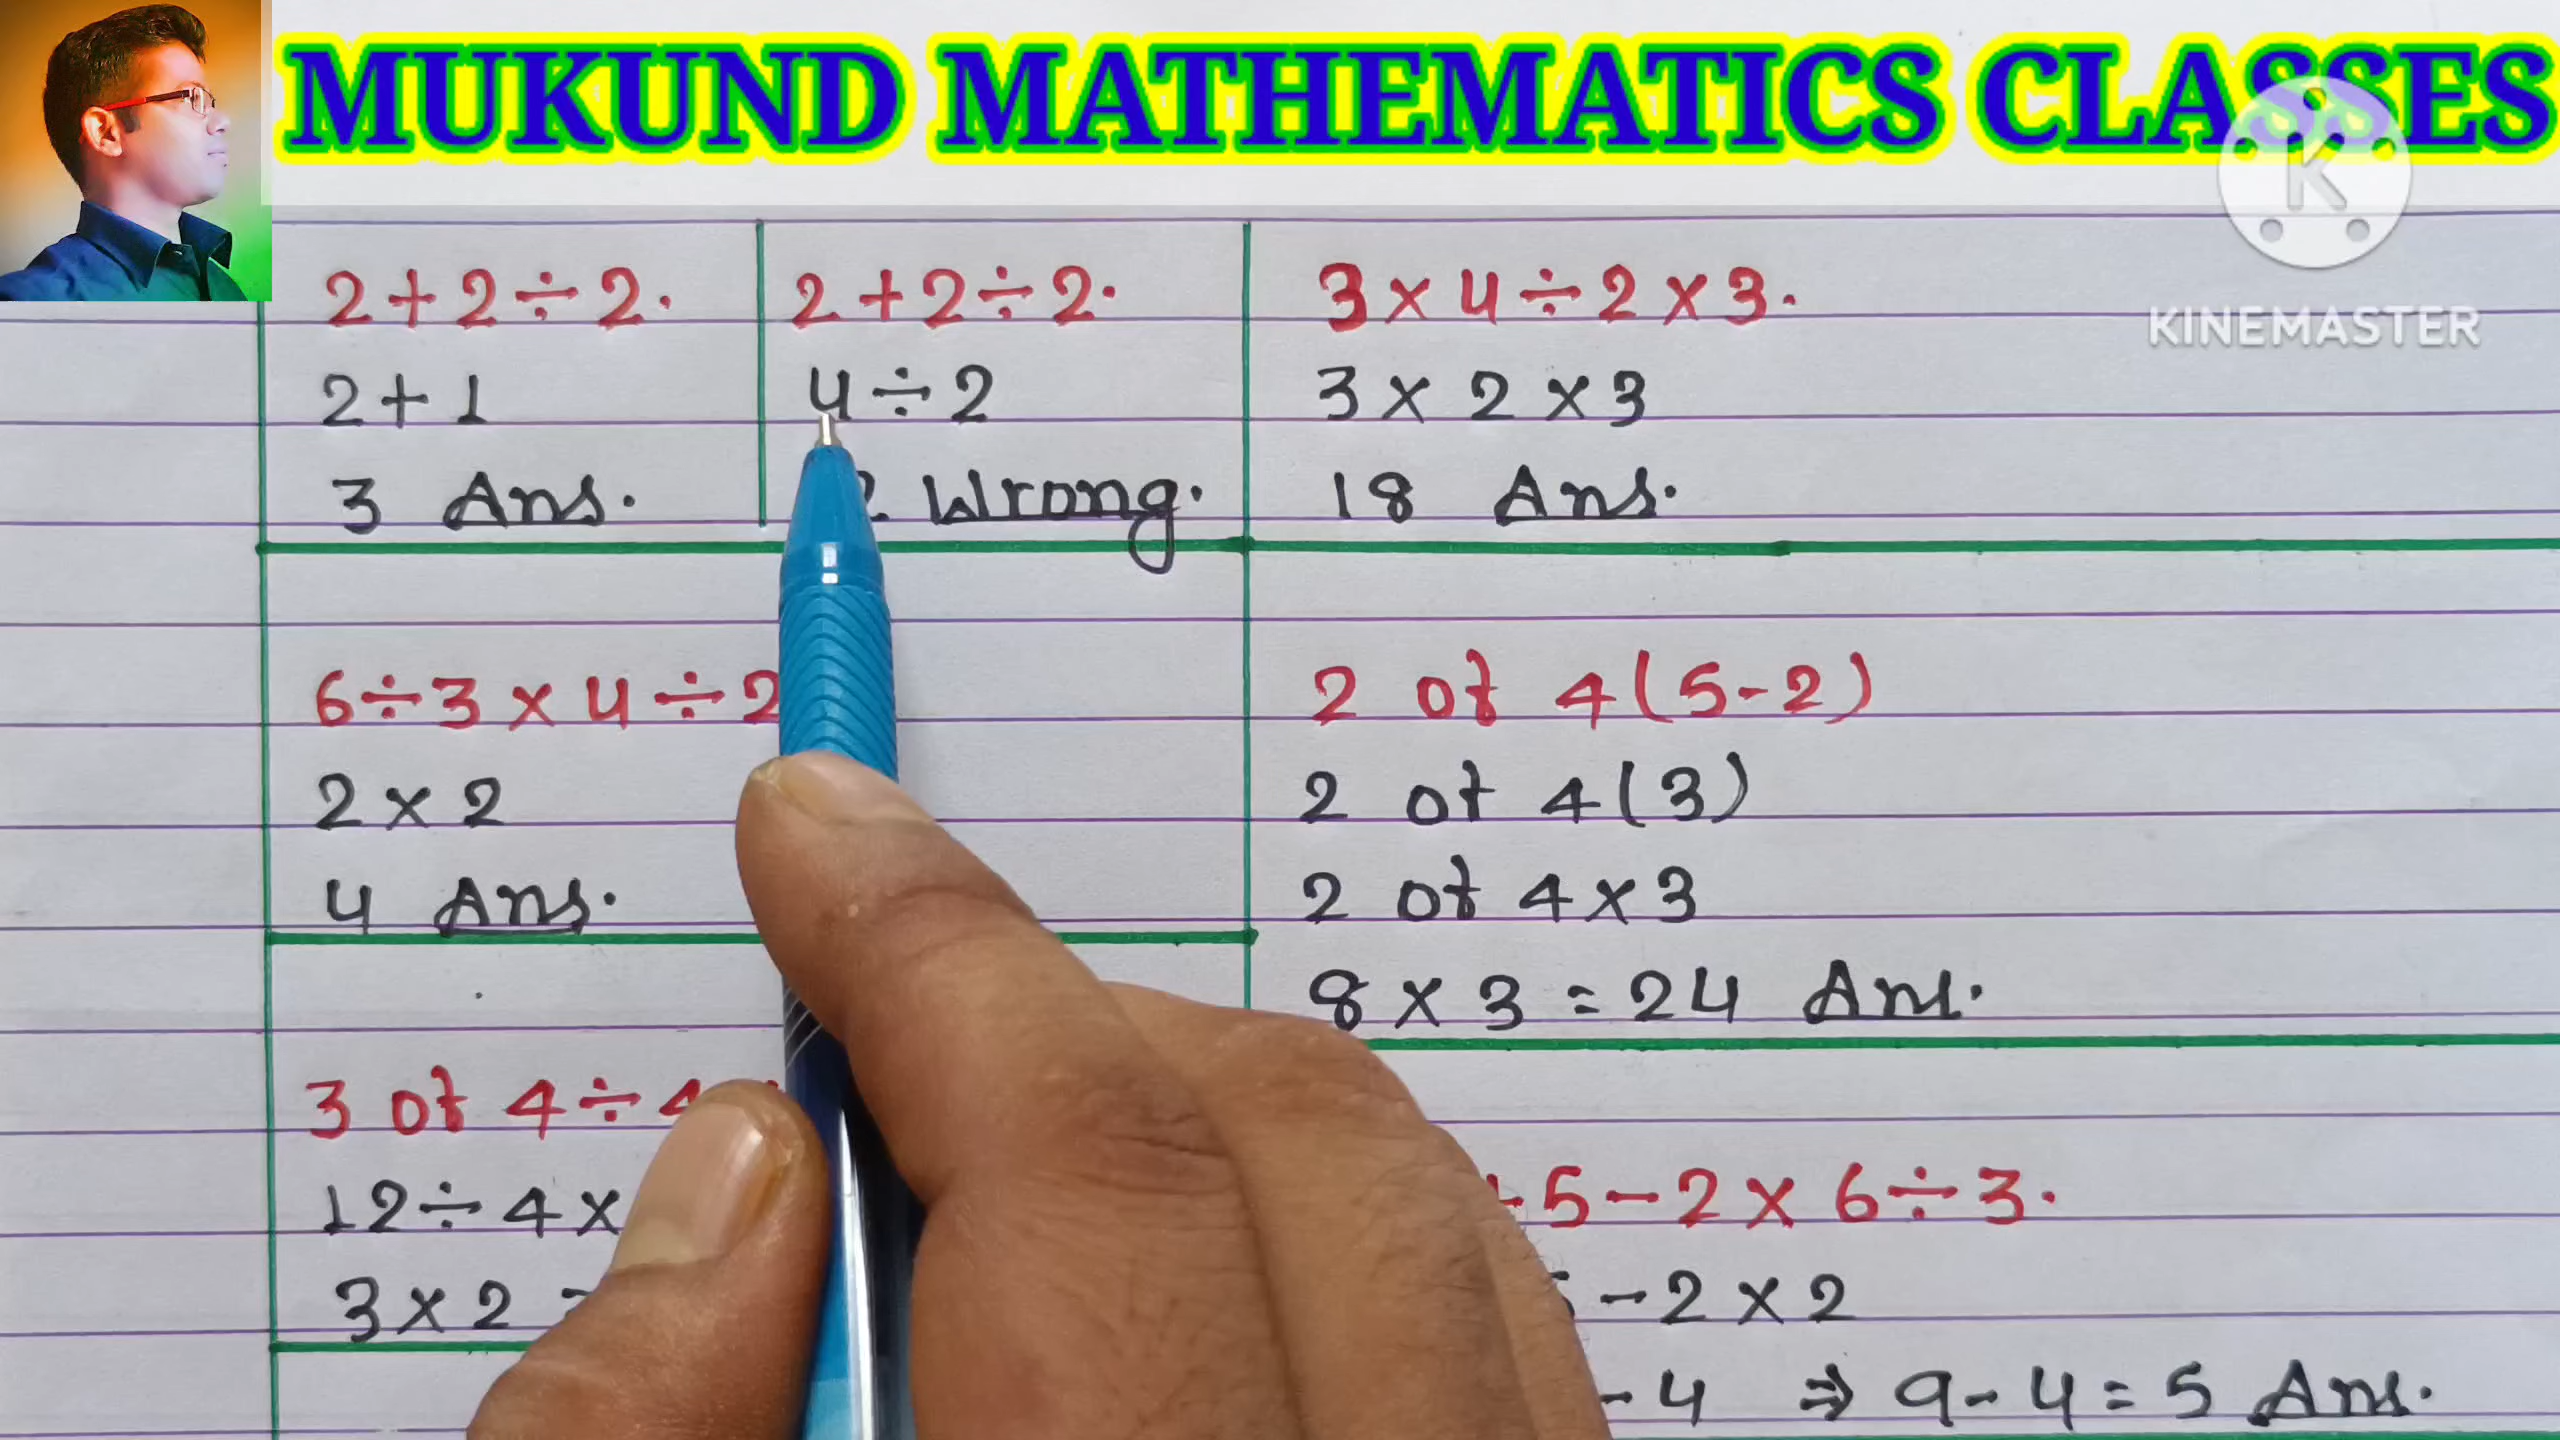 MUKUND MATHEMATICS CLASSES
KINEMASTER
2+2÷2.
2+1
3 Ans.
2+2÷2.
4÷2
2 Wrong.
3×4÷2×3.
3×2×3
18 Ans.
6÷3×4÷2
2×2
4 Ans.
2 of 4(5-2)
2 of 4(3)
2 of 4×3
8×3=24 Ans.
3 of 4÷4
12÷4×
3×2
+5-2×6÷3.
-2×2
-4 ⇒ 9-4=5 Ans.